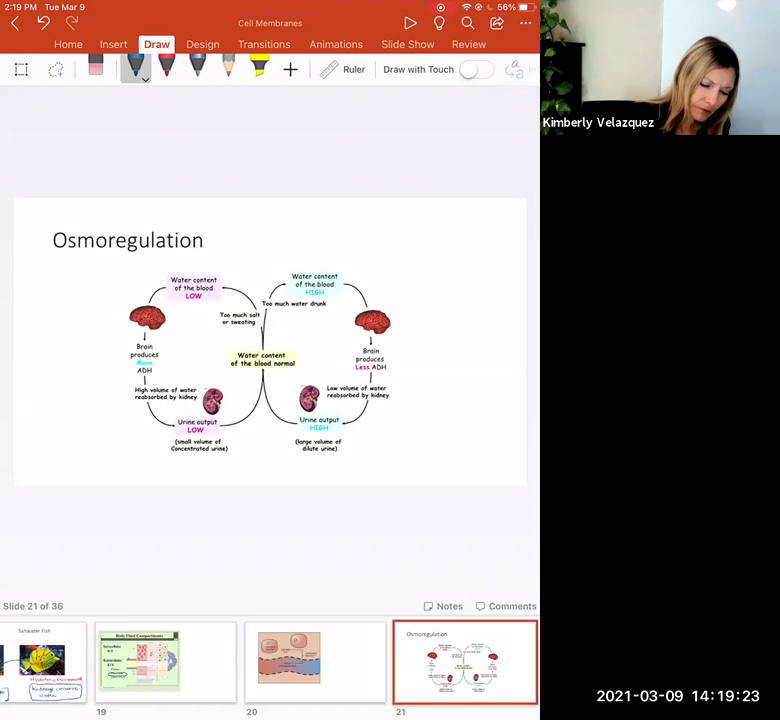 2:19 PM Tue Mar 9
56%
Cell Membranes
Home Insert Draw Design Transitions Animations Slide Show Review
Ruler
Draw with Touch
Kimberly Velazquez
Osmoregulation
Water content
of the blood
LOW
Water content
of the blood
HIGH
Too much water drunk
Too much salt
or sweating
Brain
produces
More
ADH
Water content
of the blood normal
Brain
produces
Less ADH
High volume of water
reabsorbed by kidney
Low volume of water
reabsorbed by kidney
Urine output
LOW
Urine output
HIGH
(small volume of
Concentrated urine)
(large volume of
dilute urine)
Slide 21 of 36
Notes
Comments
Saltwater Fish
Body Fluid Compartments
Osmoregulation
19
20
21
2021-03-09 14:19:23